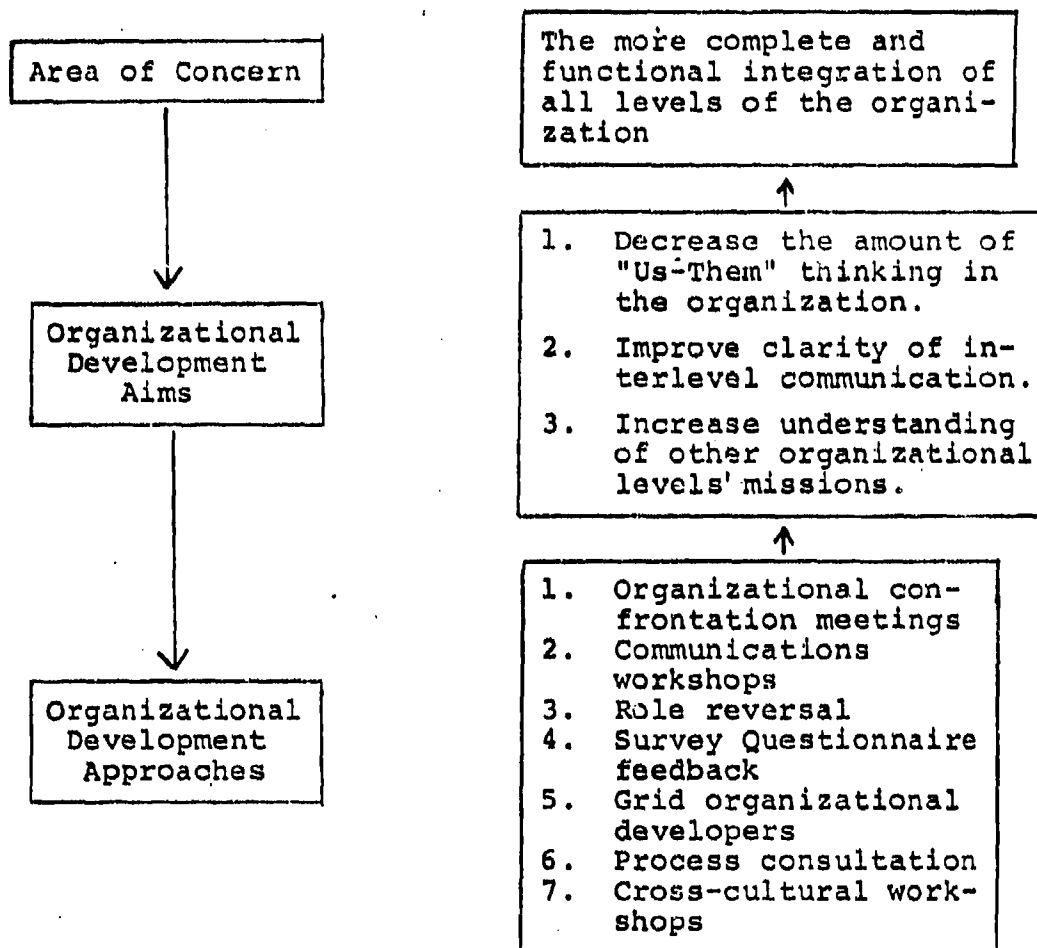 Area of Concern
Organizational
Development
Aims
Organizational
Development
Approaches
The more complete and
functional integration of
all levels of the organi-
zation
1. Decrease the amount of
"Us-Them" thinking in
the organization.
2. Improve clarity of in-
terlevel communication.
3. Increase understanding
of other organizational
levels' missions.
1. Organizational con-
frontation meetings
2. Communications
workshops
3. Role reversal
4. Survey Questionnaire
feedback
5. Grid organizational
developers
6. Process consultation
7. Cross-cultural work-
shops